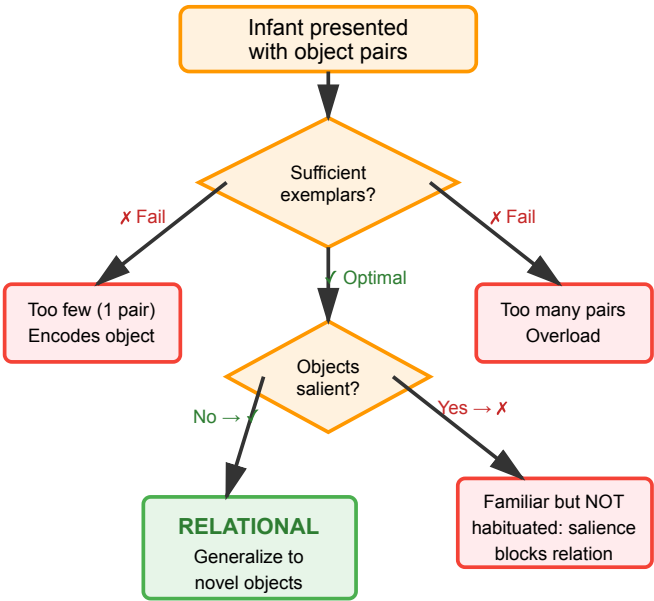 Infant presented
with object pairs
Sufficient
exemplars?
✗ Fail
✗ Fail
Too few (1 pair)
Encodes object
✓ Optimal
Too many pairs
Overload
Objects
salient?
No → ✓
Yes → ✗
RELATIONAL
Generalize to
novel objects
Familiar but NOT
habituated: salience
blocks relation